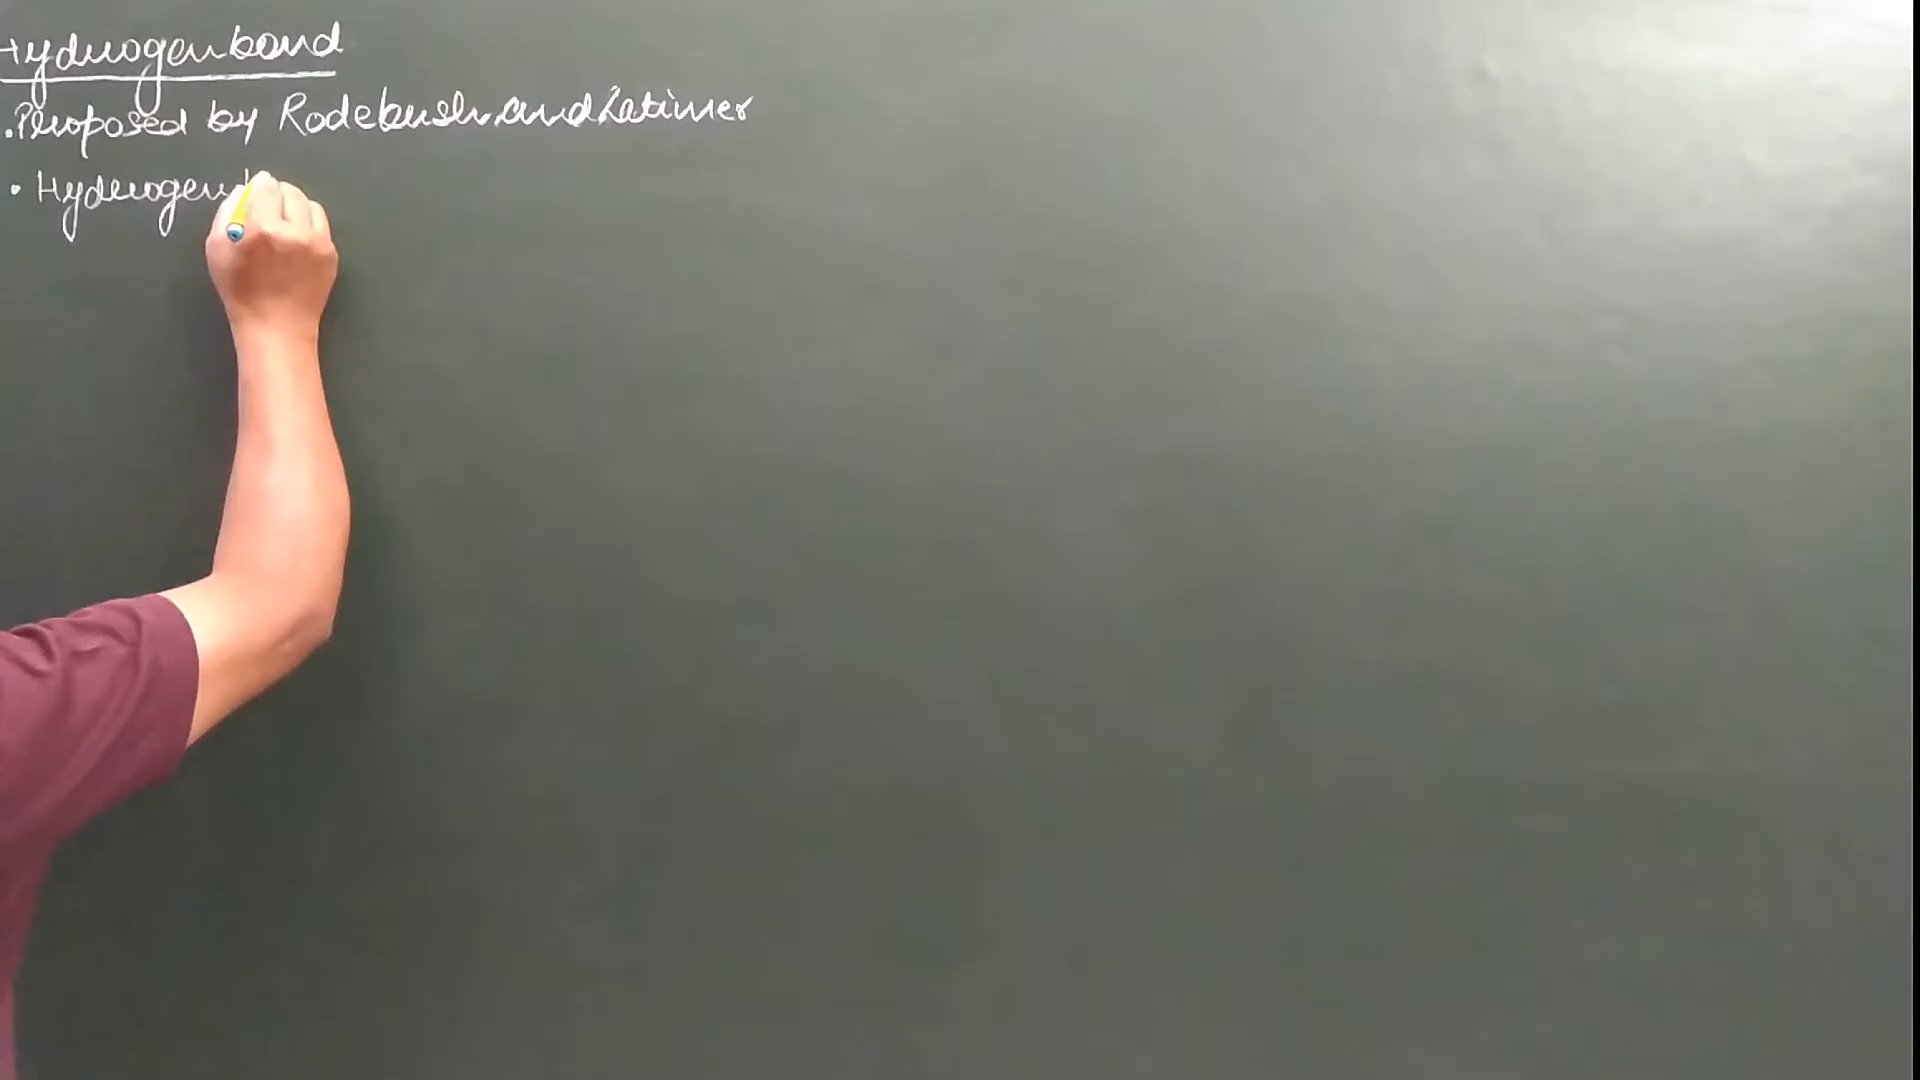 Hydrogen bond
. Proposed by Rodebush and Latimer
• Hydrogen